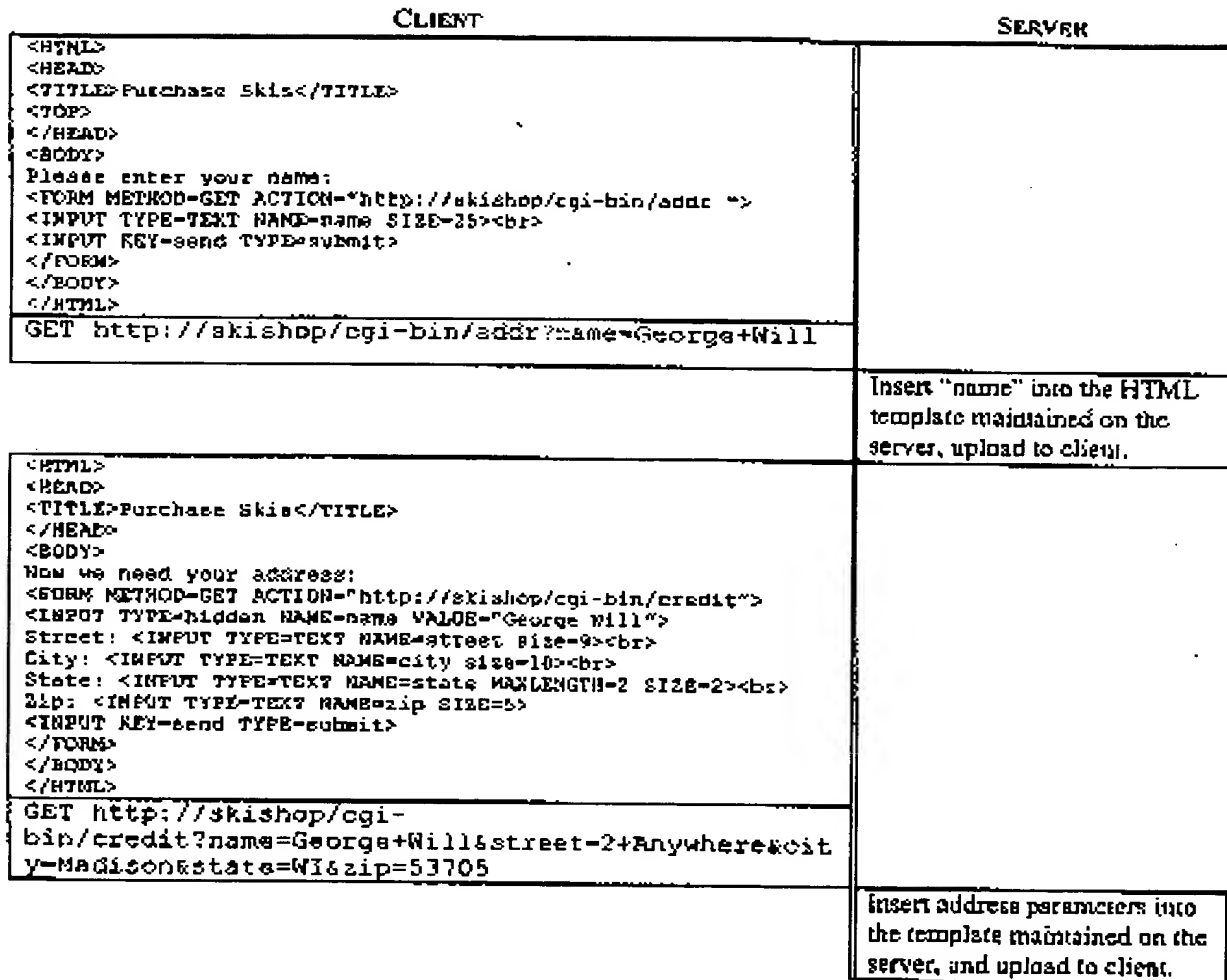 CLIENT
SERVER
<HTML>
<HEAD>
<TITLE>Purchase Skis</TITLE>
<TOP>
</HEAD>
<BODY>
Please enter your name:
<FORM METHOD=GET ACTION="http://skishop/cgi-bin/addr ">
<INPUT TYPE=TEXT NAME=name SIZE=25><br>
<INPUT KEY=send TYPE=submit>
</FORM>
</BODY>
</HTML>
GET http://skishop/cgi-bin/addr?name=George+Will
Insert "name" into the HTML
template maintained on the
server, upload to client.
<HTML>
<HEAD>
<TITLE>Purchase Skis</TITLE>
</HEAD>
<BODY>
Now we need your address:
<FORM METHOD=GET ACTION="http://skishop/cgi-bin/credit">
<INPUT TYPE=hidden NAME=name VALUE="George Will">
Street: <INPUT TYPE=TEXT NAME=street size=9><br>
City: <INPUT TYPE=TEXT NAME=city size=10><br>
State: <INPUT TYPE=TEXT NAME=state MAXLENGTH=2 SIZE=2><br>
Zip: <INPUT TYPE=TEXT NAME=zip SIZE=5>
<INPUT KEY=send TYPE=submit>
</FORM>
</BODY>
</HTML>
GET http://skishop/cgi-
bin/credit?name=George+Will&street=2+Anywhere&cit
y=Madison&state=WI&zip=53705
Insert address parameters into
the template maintained on the
server, and upload to client.